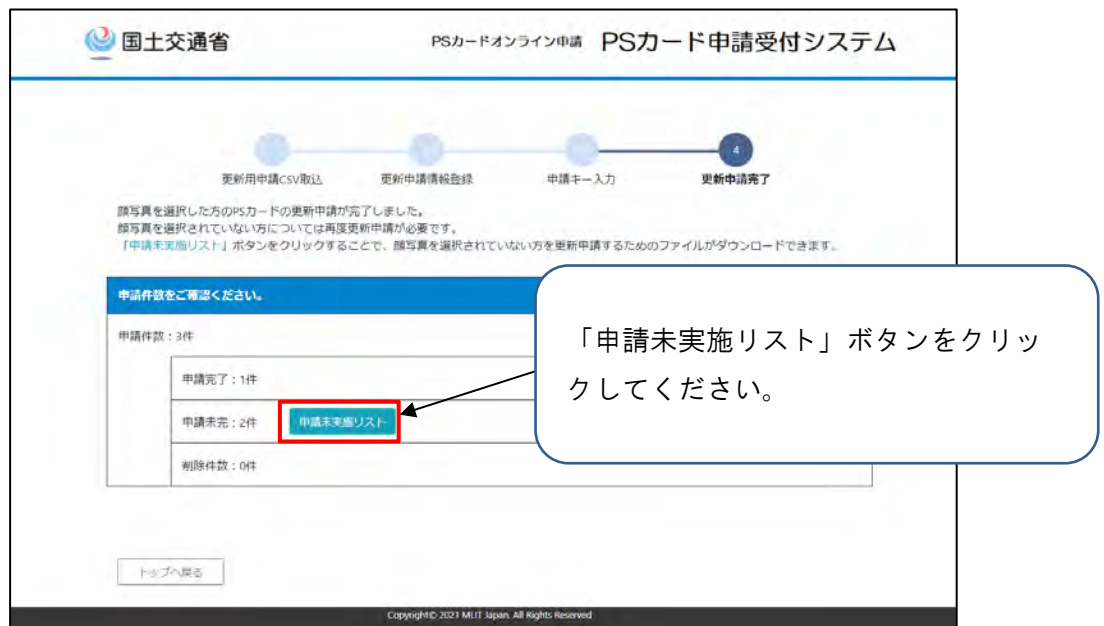 国土交通省
PSカードオンライン申請 PSカード申請受付システム
4
更新用申請CSV取込 更新申請情報登録 申請キー入力 更新申請完了
顔写真を選択した方のPSカードの更新申請が完了しました。
顔写真を選択されていない方については再度更新申請が必要です。
「申請未実施リスト」ボタンをクリックすることで、顔写真を選択されていない方を更新申請するためのファイルがダウンロードできます。
申請件数をご確認ください。
申請件数：3件
申請完了：1件
申請未完：2件 申請未実施リスト
削除件数：0件
「申請未実施リスト」ボタンをクリッ
クしてください。
トップへ戻る
Copyright© 2021 MLIT Japan. All Rights Reserved